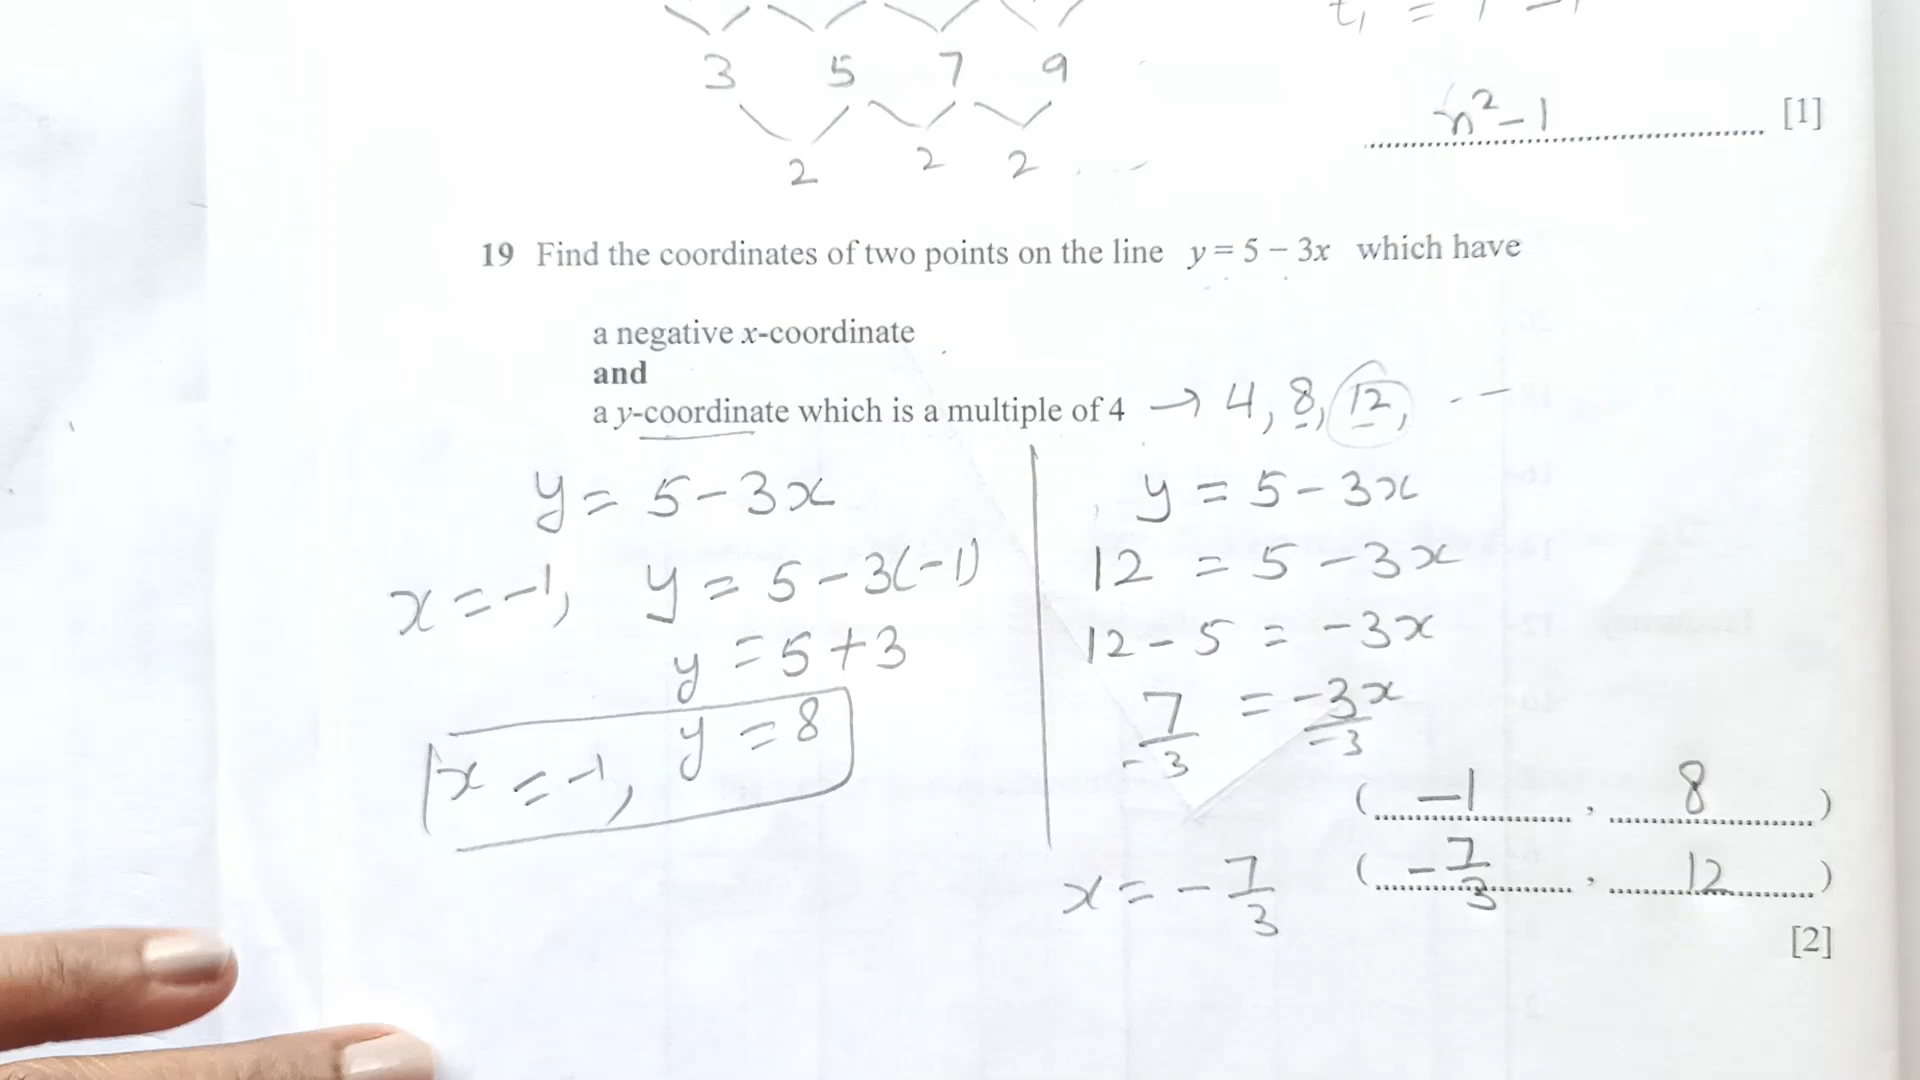 t₁ = 1 - 1
3 5 7 9
n² - 1 [1]
2 2 2
19 Find the coordinates of two points on the line y = 5 – 3x which have
a negative x-coordinate
and
a y-coordinate which is a multiple of 4 → 4, 8, 12, - -
y = 5 - 3x
x = -1, y = 5 - 3(-1)
y = 5 + 3
x = -1, y = 8
y = 5 - 3x
12 = 5 - 3x
12 - 5 = -3x
7/-3 = -3x/-3
x = - 7/3
( -1 , 8 )
( - 7/3 , 12 )
[2]